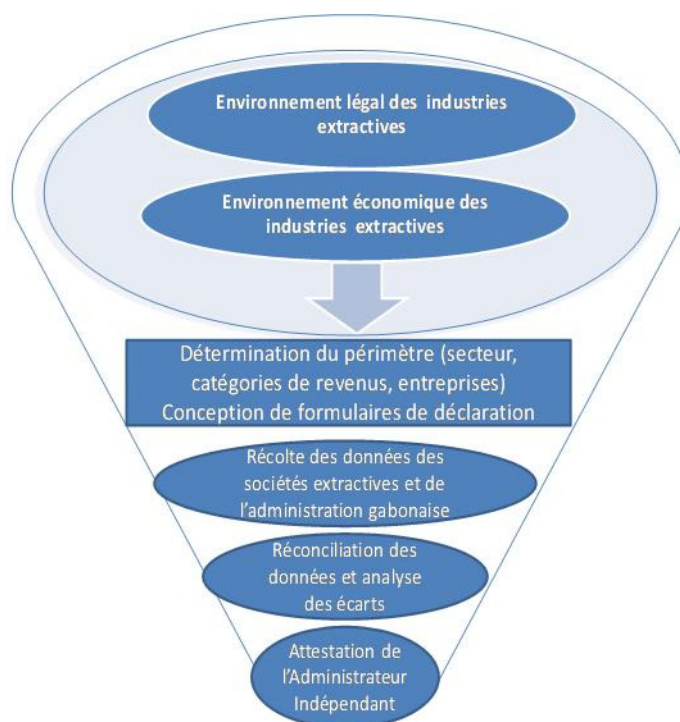 Environnement légal des industries
extractives
Environnement économique des
industries extractives
Détermination du périmètre (secteur,
catégories de revenus, entreprises)
Conception de formulaires de déclaration
Récolte des données des
sociétés extractives et de
l'administration gabonaise
Réconciliation des
données et analyse
des écarts
Attestation de
l'Administrateur
Indépendant